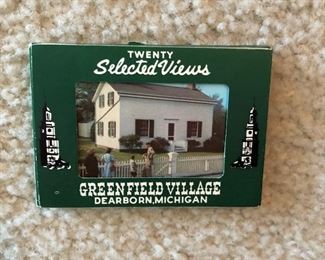 TWENTY
Selected Views
GREENFIELD VILLAGE
DEARBORN, MICHIGAN